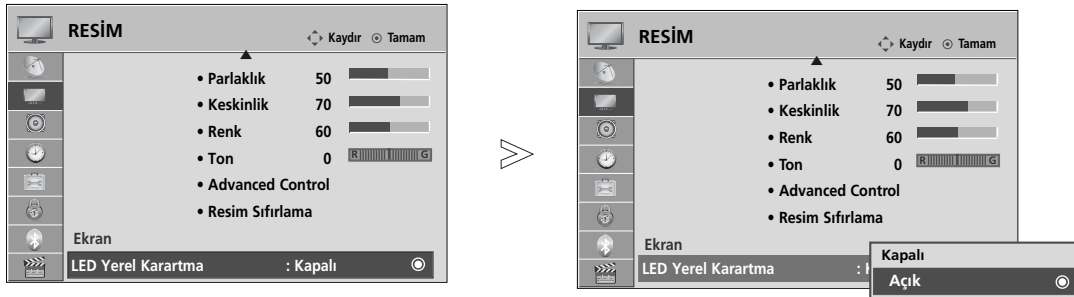 RESİM
Kaydır Tamam
• Parlaklık 50
• Keskinlik 70
• Renk 60
• Ton 0 R G
• Advanced Control
• Resim Sıfırlama
Ekran
LED Yerel Karartma : Kapalı
RESİM
Kaydır Tamam
• Parlaklık 50
• Keskinlik 70
• Renk 60
• Ton 0 R G
• Advanced Control
• Resim Sıfırlama
Ekran
LED Yerel Karartma :
Kapalı
Açık